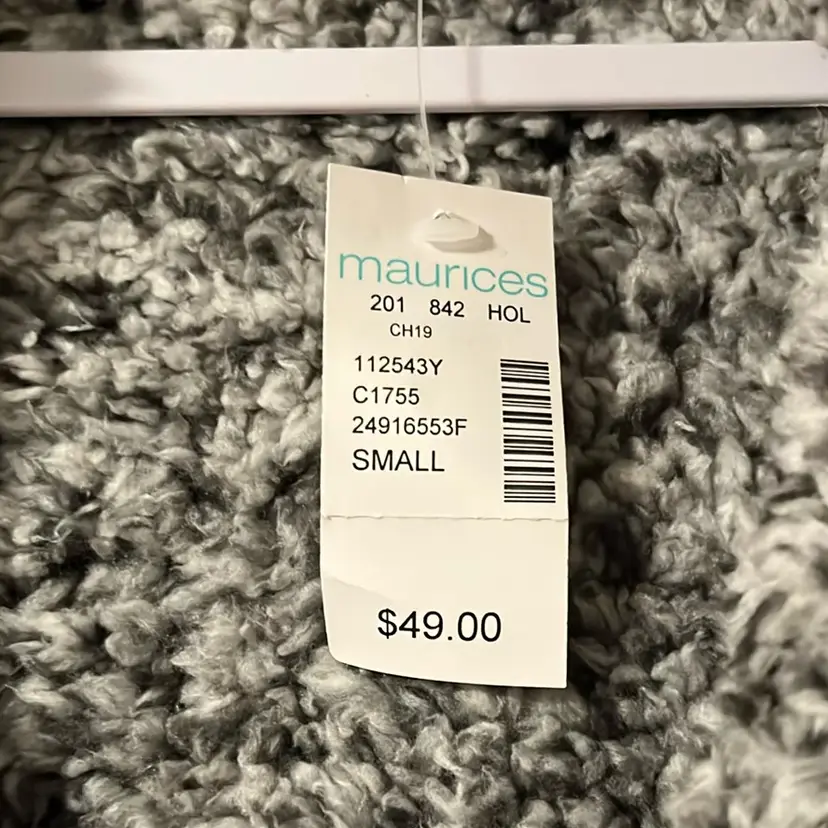 maurices
201 842 HOL
CH19
112543Y
C1755
24916553F
SMALL
$49.00